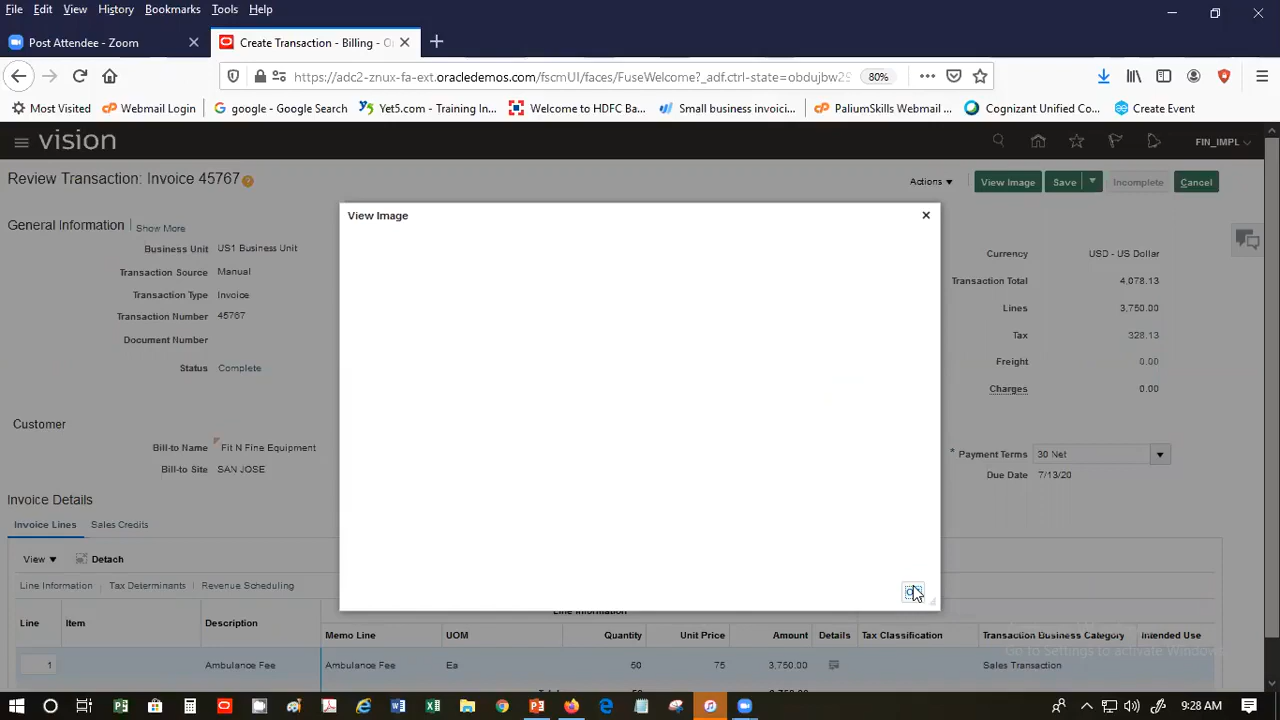 File Edit View History Bookmarks Tools Help
Post Attendee - Zoom Create Transaction - Billing - O
https://adc2-znux-fa-ext.oracledemos.com/fscmUI/faces/FuseWelcome?_adf.ctrl-state=obdujbw29 80%
Most Visited Webmail Login google - Google Search Yet5.com - Training In... Welcome to HDFC Ba... Small business invoici... PaliumSkills Webmail ... Cognizant Unified Co... Create Event
vision FIN_IMPL
Review Transaction: Invoice 45767 Actions View Image Save Incomplete Cancel
View Image
General Information Show More
Business Unit US1 Business Unit Currency USD - US Dollar
Transaction Source Manual Transaction Total 4,078.13
Transaction Type Invoice Lines 3,750.00
Transaction Number 45767 Tax 328.13
Document Number Freight 0.00
Status Complete Charges 0.00
Customer
Bill-to Name Fit N Fine Equipment * Payment Terms 30 Net
Bill-to Site SAN JOSE Due Date 7/13/20
Invoice Details
Invoice Lines Sales Credits
View Detach
Line Information Tax Determinants Revenue Scheduling
Line Information
Line Item Description Memo Line UOM Quantity Unit Price Amount Details Tax Classification Transaction Business Category Intended Use
Go to Settings to activate Windows
1 Ambulance Fee Ambulance Fee Ea 50 75 3,750.00 Sales Transaction
9:28 AM